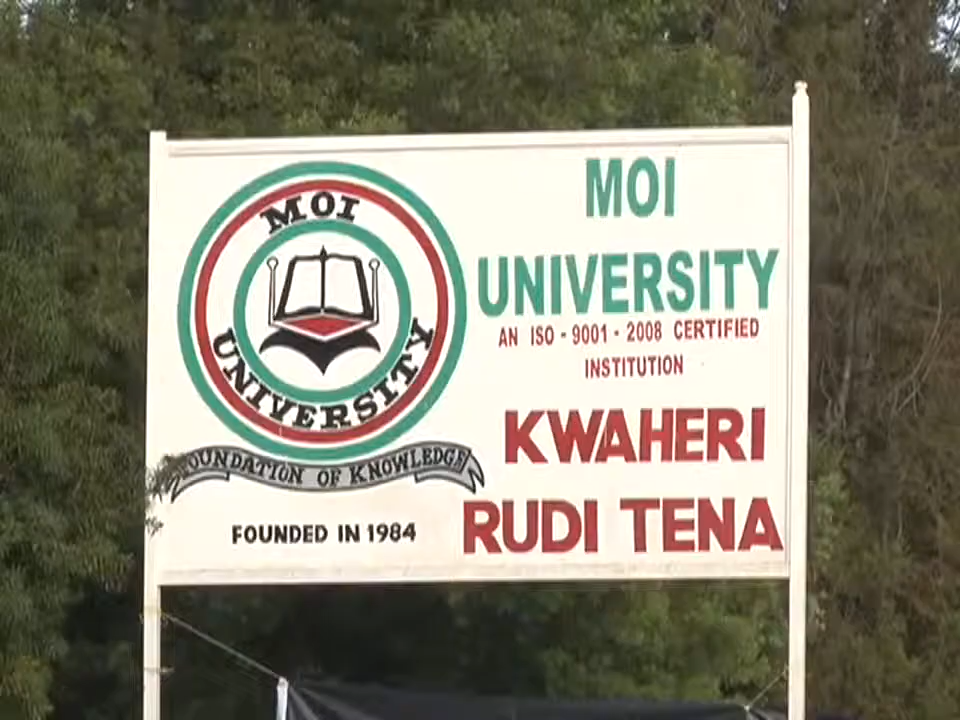 MOI
UNIVERSITY
FOUNDATION OF KNOWLEDGE
FOUNDED IN 1984
MOI
UNIVERSITY
AN ISO - 9001 - 2008 CERTIFIED
INSTITUTION
KWAHERI
RUDI TENA